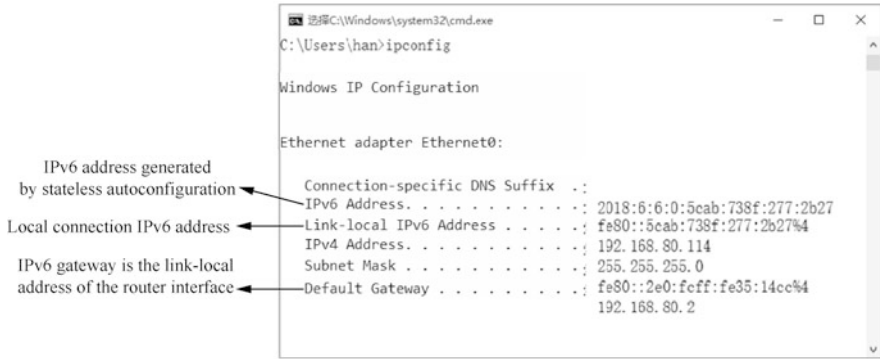 选择C:\Windows\system32\cmd.exe
C:\Users\han>ipconfig
Windows IP Configuration
Ethernet adapter Ethernet0:
Connection-specific DNS Suffix . :
IPv6 Address. . . . . . . . . . . : 2018:6:6:0:5cab:738f:277:2b27
Link-local IPv6 Address . . . . . : fe80::5cab:738f:277:2b27%4
IPv4 Address. . . . . . . . . . . : 192.168.80.114
Subnet Mask . . . . . . . . . . . : 255.255.255.0
Default Gateway . . . . . . . . . : fe80::2e0:fcff:fe35:14cc%4
192.168.80.2
IPv6 address generated
by stateless autoconfiguration
Local connection IPv6 address
IPv6 gateway is the link-local
address of the router interface